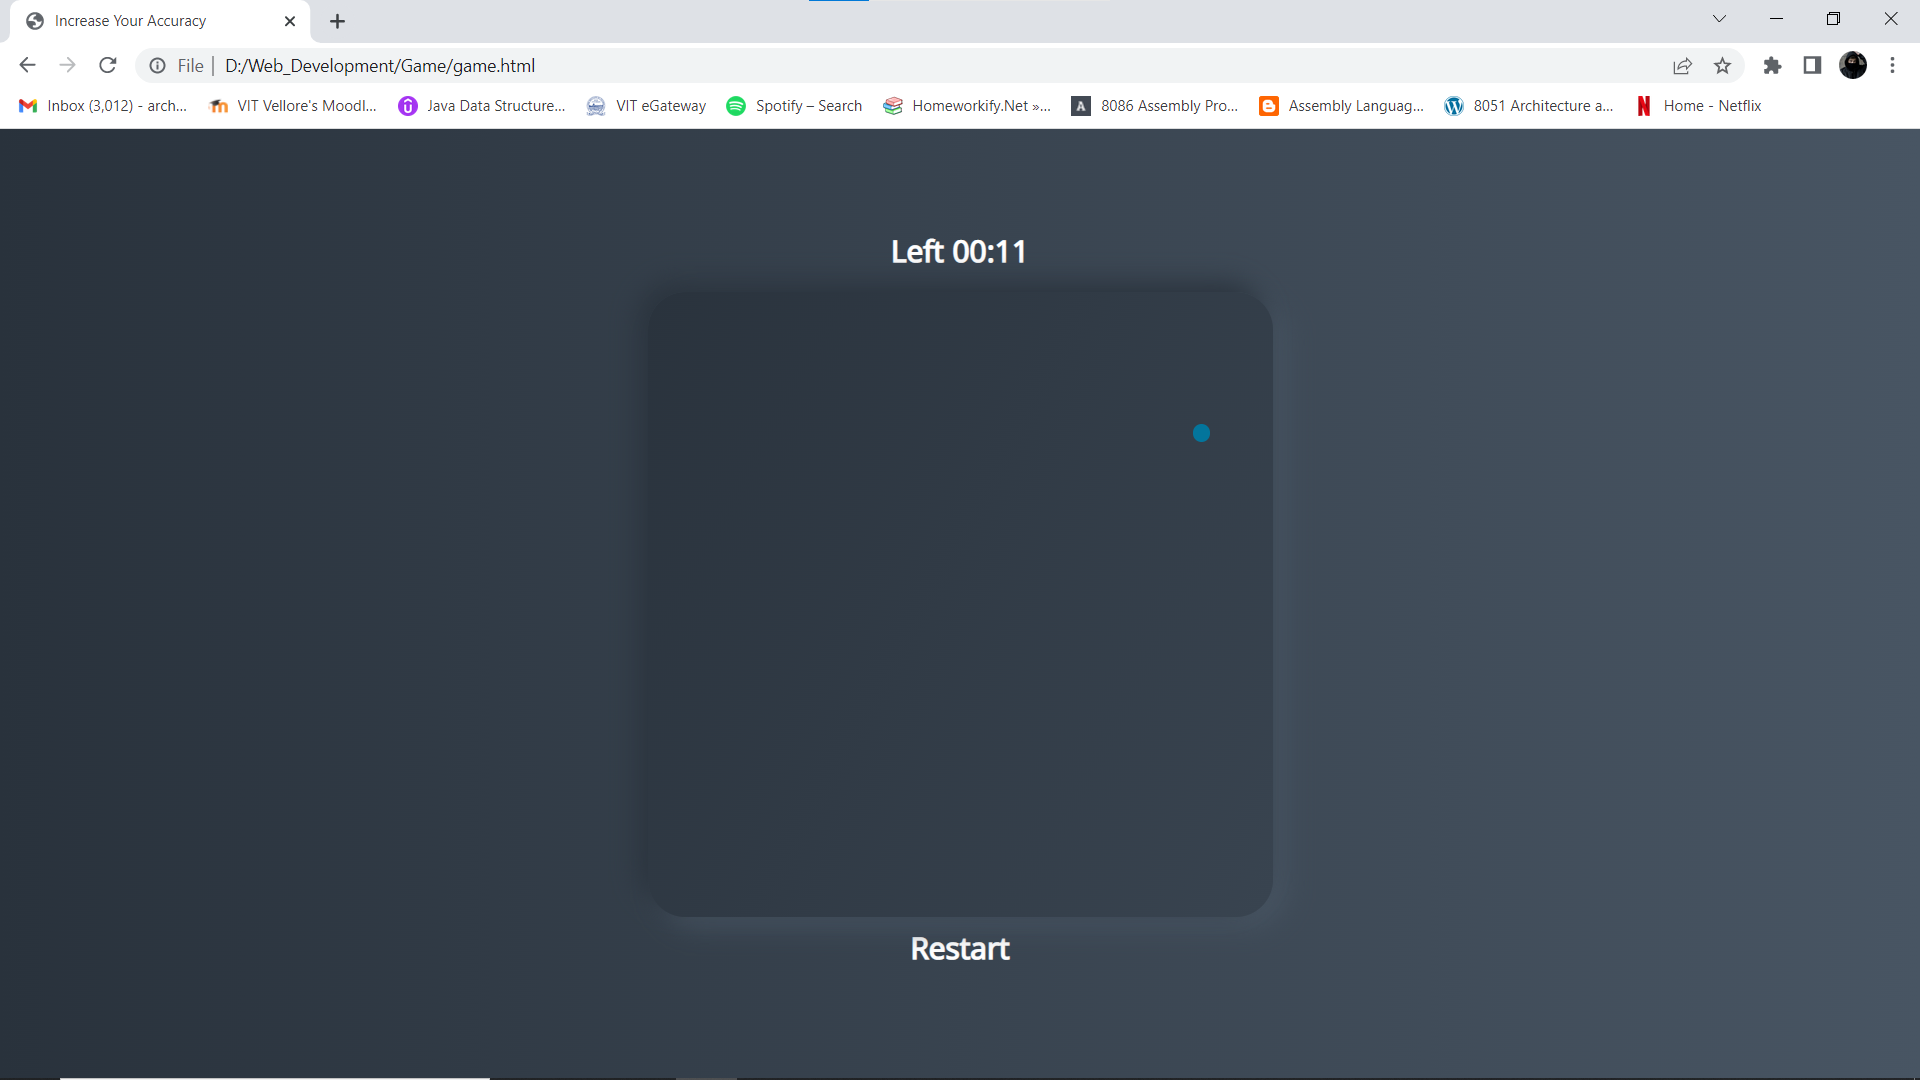 Increase Your Accuracy
File D:/Web_Development/Game/game.html
Inbox (3,012) - arch... VIT Vellore's Moodl... Java Data Structure... VIT eGateway Spotify – Search Homeworkify.Net »... A 8086 Assembly Pro... Assembly Languag... 8051 Architecture a... Home - Netflix
Left 00:11
Restart